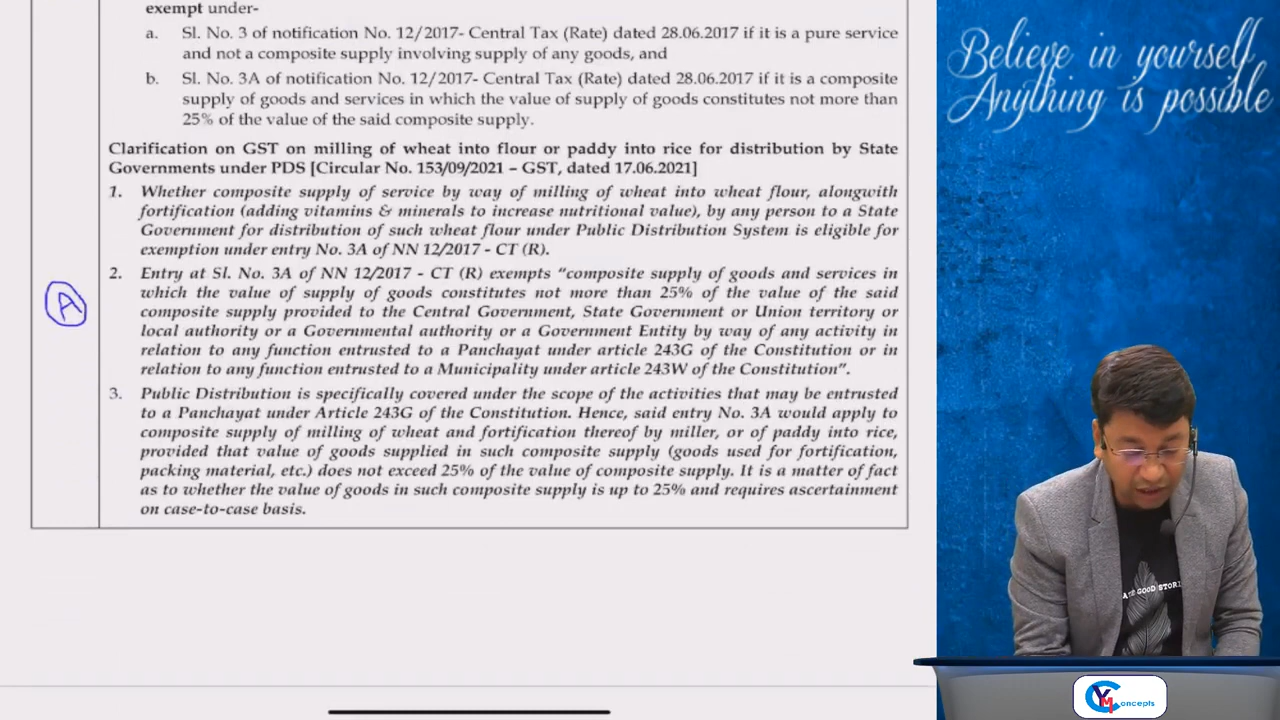 exempt under-
a. Sl. No. 3 of notification No. 12/2017- Central Tax (Rate) dated 28.06.2017 if it is a pure service
and not a composite supply involving supply of any goods, and
b. Sl. No. 3A of notification No. 12/2017- Central Tax (Rate) dated 28.06.2017 if it is a composite
supply of goods and services in which the value of supply of goods constitutes not more than
25% of the value of the said composite supply.
Clarification on GST on milling of wheat into flour or paddy into rice for distribution by State
Governments under PDS [Circular No. 153/09/2021 – GST, dated 17.06.2021]
1. Whether composite supply of service by way of milling of wheat into wheat flour, alongwith
fortification (adding vitamins & minerals to increase nutritional value), by any person to a State
Government for distribution of such wheat flour under Public Distribution System is eligible for
exemption under entry No. 3A of NN 12/2017 - CT (R).
2. Entry at Sl. No. 3A of NN 12/2017 - CT (R) exempts “composite supply of goods and services in
which the value of supply of goods constitutes not more than 25% of the value of the said
composite supply provided to the Central Government, State Government or Union territory or
local authority or a Governmental authority or a Government Entity by way of any activity in
relation to any function entrusted to a Panchayat under article 243G of the Constitution or in
relation to any function entrusted to a Municipality under article 243W of the Constitution”.
3. Public Distribution is specifically covered under the scope of the activities that may be entrusted
to a Panchayat under Article 243G of the Constitution. Hence, said entry No. 3A would apply to
composite supply of milling of wheat and fortification thereof by miller, or of paddy into rice,
provided that value of goods supplied in such composite supply (goods used for fortification,
packing material, etc.) does not exceed 25% of the value of composite supply. It is a matter of fact
as to whether the value of goods in such composite supply is up to 25% and requires ascertainment
on case-to-case basis.
A
Believe in yourself
Anything is possible
GOOD STORI
YM Concepts